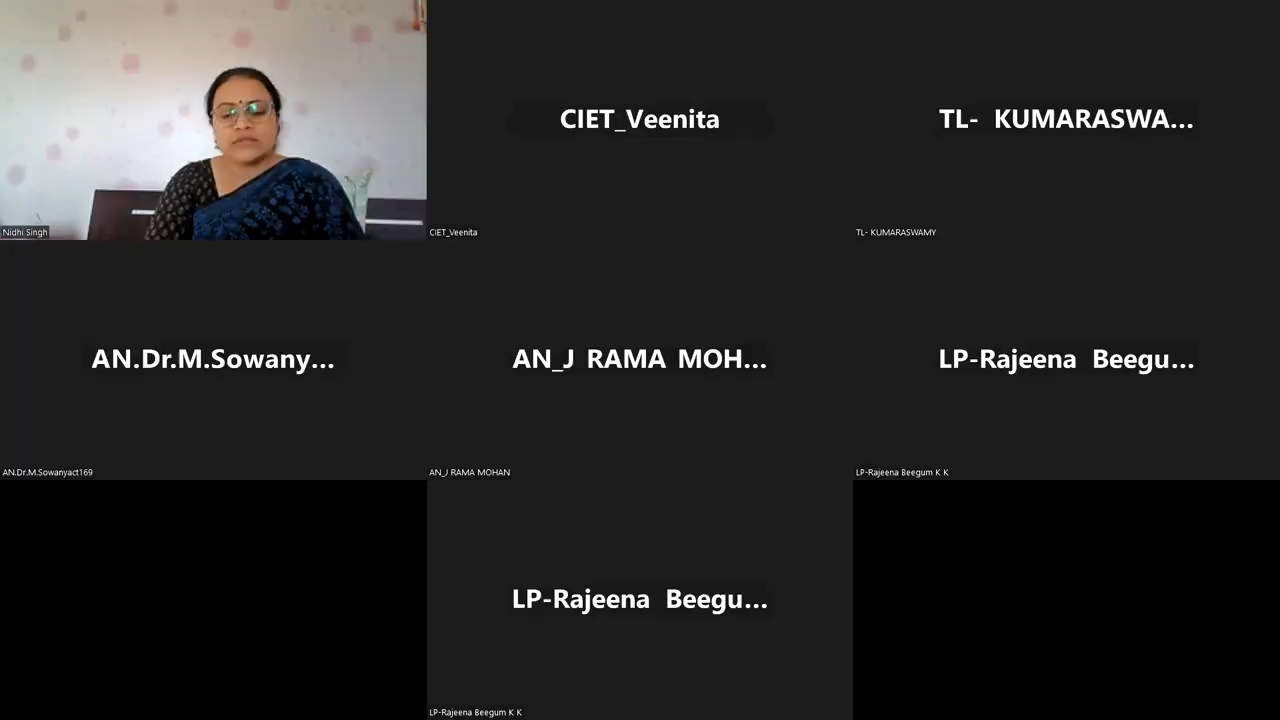 Nidhi Singh
CIET_Veenita
CIET_Veenita
TL- KUMARASWA...
TL- KUMARASWAMY
AN.Dr.M.Sowany...
AN.Dr.M.Sowanyact169
AN_J RAMA MOH...
AN_J RAMA MOHAN
LP-Rajeena Beegu...
LP-Rajeena Beegum K K
LP-Rajeena Beegu...
LP-Rajeena Beegum K K